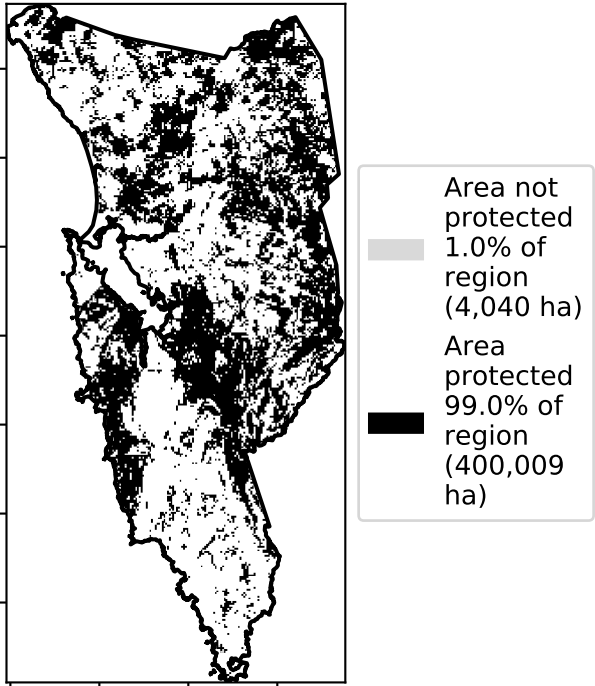 Area not
protected
1.0% of
region
(4,040 ha)
Area
protected
99.0% of
region
(400,009
ha)